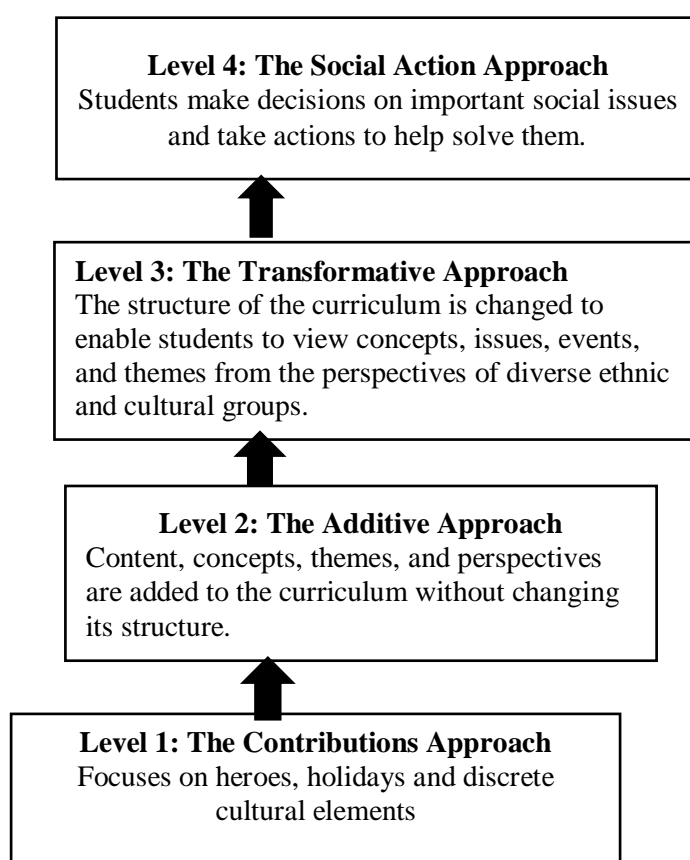 Level 4: The Social Action Approach
Students make decisions on important social issues
and take actions to help solve them.
Level 3: The Transformative Approach
The structure of the curriculum is changed to
enable students to view concepts, issues, events,
and themes from the perspectives of diverse ethnic
and cultural groups.
Level 2: The Additive Approach
Content, concepts, themes, and perspectives
are added to the curriculum without changing
its structure.
Level 1: The Contributions Approach
Focuses on heroes, holidays and discrete
cultural elements